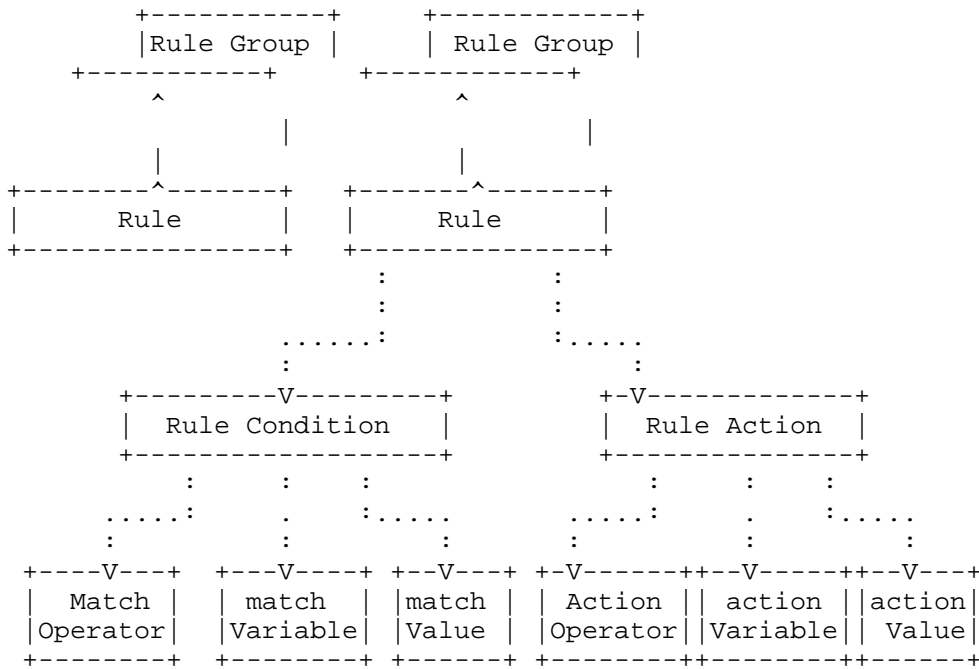 Rule Group Rule Group
Rule Rule
Rule Condition Rule Action
Match match match Action action action
Operator Variable Value Operator Variable Value